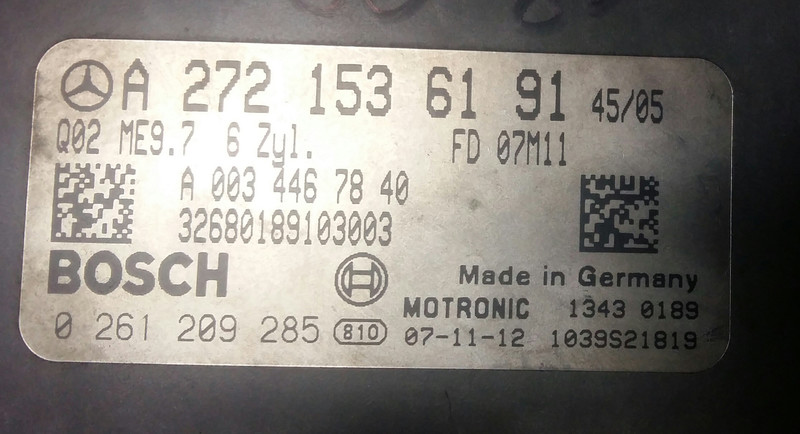 A 272 153 61 91 45/05
Q02 ME9.7 6 Zyl. FD 07M11
A 003 446 78 40
32680189103003
BOSCH Made in Germany
MOTRONIC 1343 0189
0 261 209 285 810 07-11-12 1039S21819